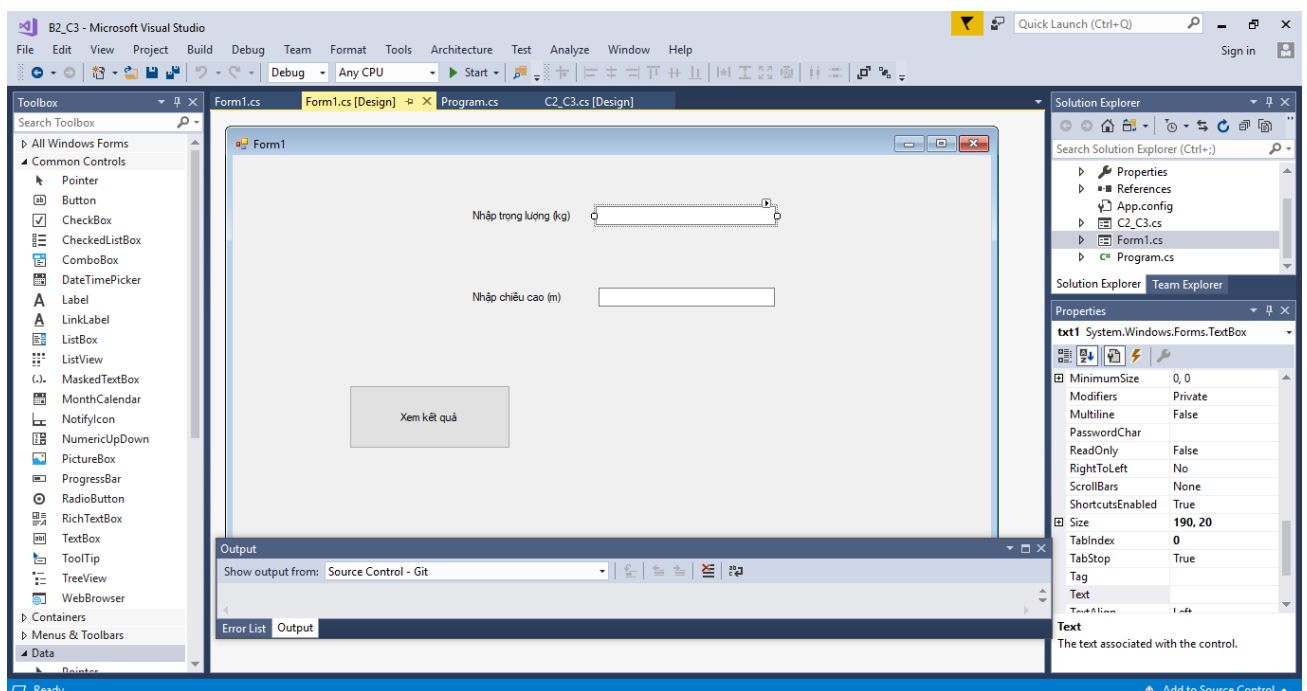 B2_C3 - Microsoft Visual Studio
Quick Launch (Ctrl+Q)
File Edit View Project Build Debug Team Format Tools Architecture Test Analyze Window Help
Sign in
Debug Any CPU Start
Toolbox
Search Toolbox
All Windows Forms
Common Controls
Pointer
Button
CheckBox
CheckedListBox
ComboBox
DateTimePicker
Label
LinkLabel
ListBox
ListView
MaskedTextBox
MonthCalendar
NotifyIcon
NumericUpDown
PictureBox
ProgressBar
RadioButton
RichTextBox
TextBox
ToolTip
TreeView
WebBrowser
Containers
Menus & Toolbars
Data
Pointer
Form1.cs Form1.cs [Design] Program.cs C2_C3.cs [Design]
Form1
Nhập trọng lượng (kg)
Nhập chiều cao (m)
Xem kết quả
Output
Show output from: Source Control - Git
Error List Output
Solution Explorer
Search Solution Explorer (Ctrl+;)
Properties
References
App.config
C2_C3.cs
Form1.cs
C# Program.cs
Solution Explorer Team Explorer
Properties
txt1 System.Windows.Forms.TextBox
MinimumSize 0, 0
Modifiers Private
Multiline False
PasswordChar
ReadOnly False
RightToLeft No
ScrollBars None
ShortcutsEnabled True
Size 190, 20
TabIndex 0
TabStop True
Tag
Text
TextAlign Left
Text
The text associated with the control.
Ready
Add to Source Control